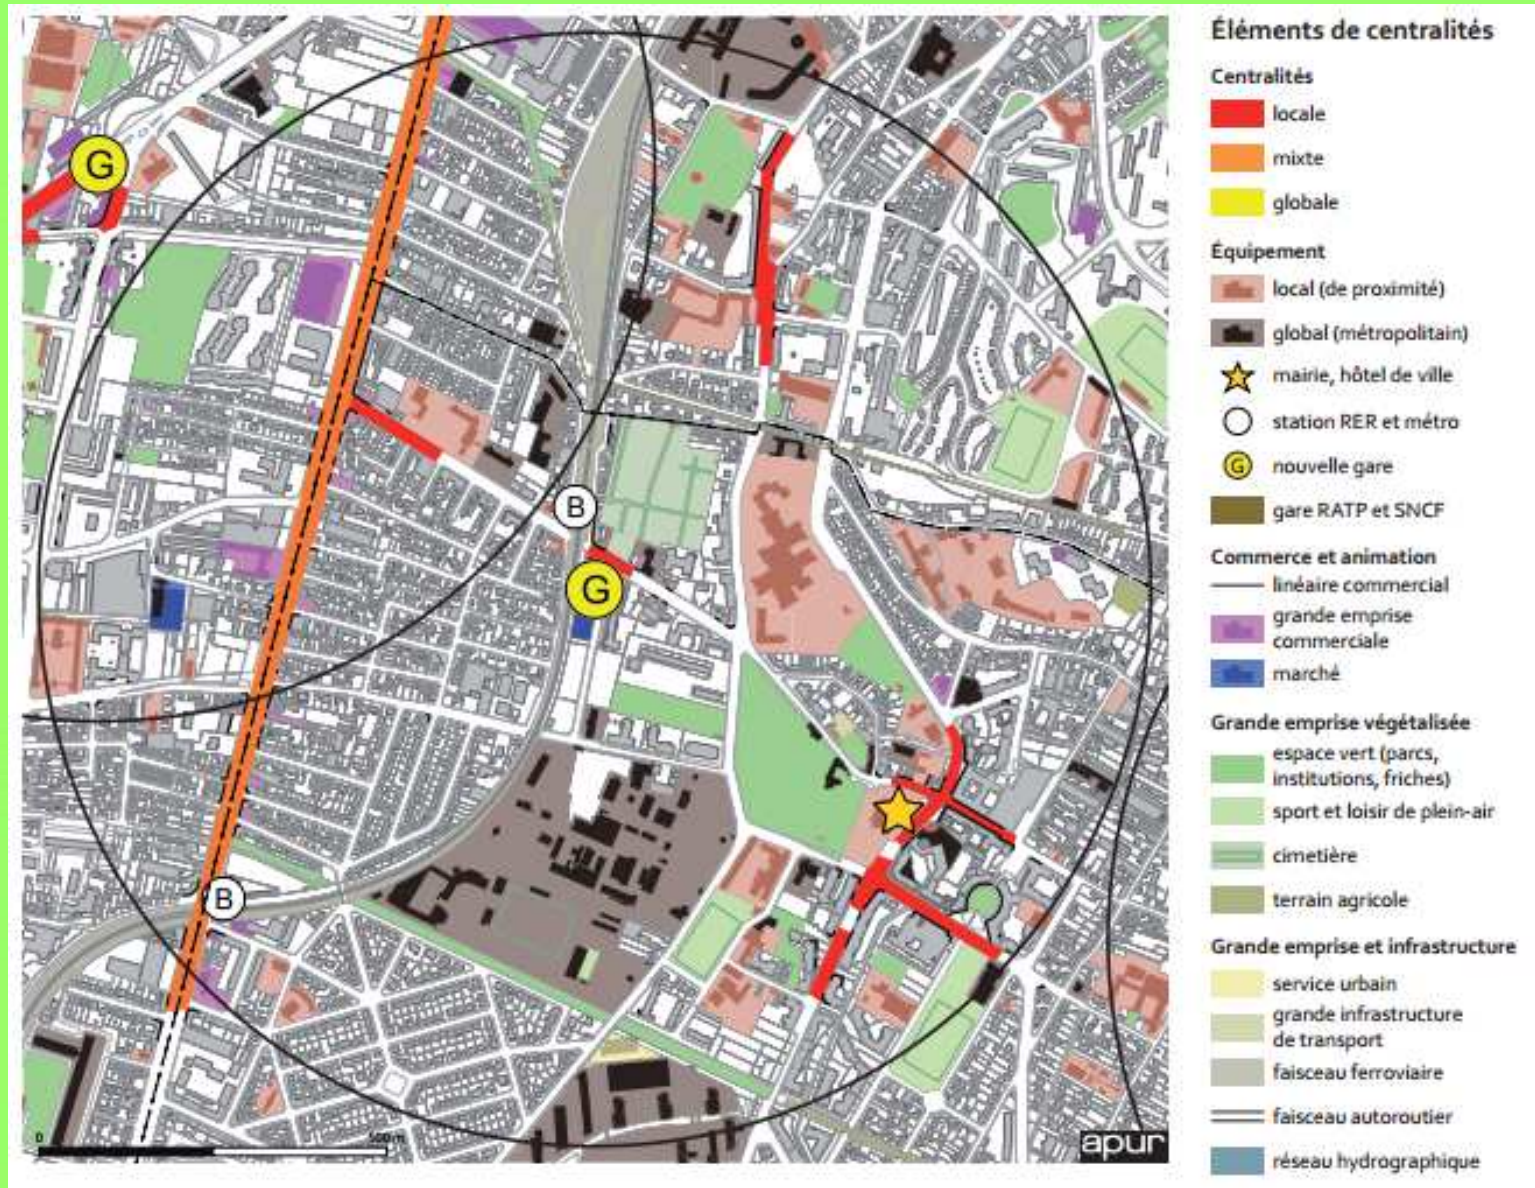 G
B
G
B
0
500m
apur
Éléments de centralités
Centralités
locale
mixte
globale
Équipement
local (de proximité)
global (métropolitain)
mairie, hôtel de ville
station RER et métro
G
nouvelle gare
gare RATP et SNCF
Commerce et animation
linéaire commercial
grande emprise
commerciale
marché
Grande emprise végétalisée
espace vert (parcs,
institutions, friches)
sport et loisir de plein-air
cimetière
terrain agricole
Grande emprise et infrastructure
service urbain
grande infrastructure
de transport
faisceau ferroviaire
faisceau autoroutier
réseau hydrographique